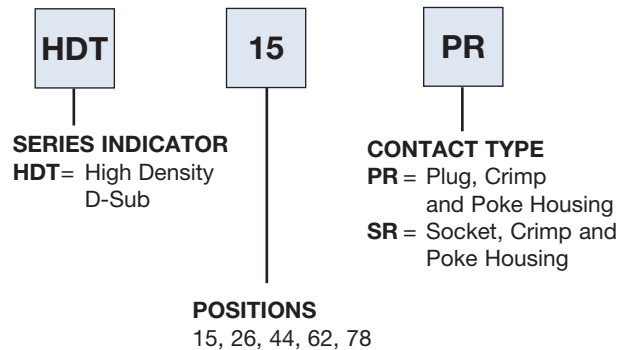 HDT 15 PR
SERIES INDICATOR
HDT= High Density
D-Sub
CONTACT TYPE
PR = Plug, Crimp
and Poke Housing
SR = Socket, Crimp and
Poke Housing
POSITIONS
15, 26, 44, 62, 78